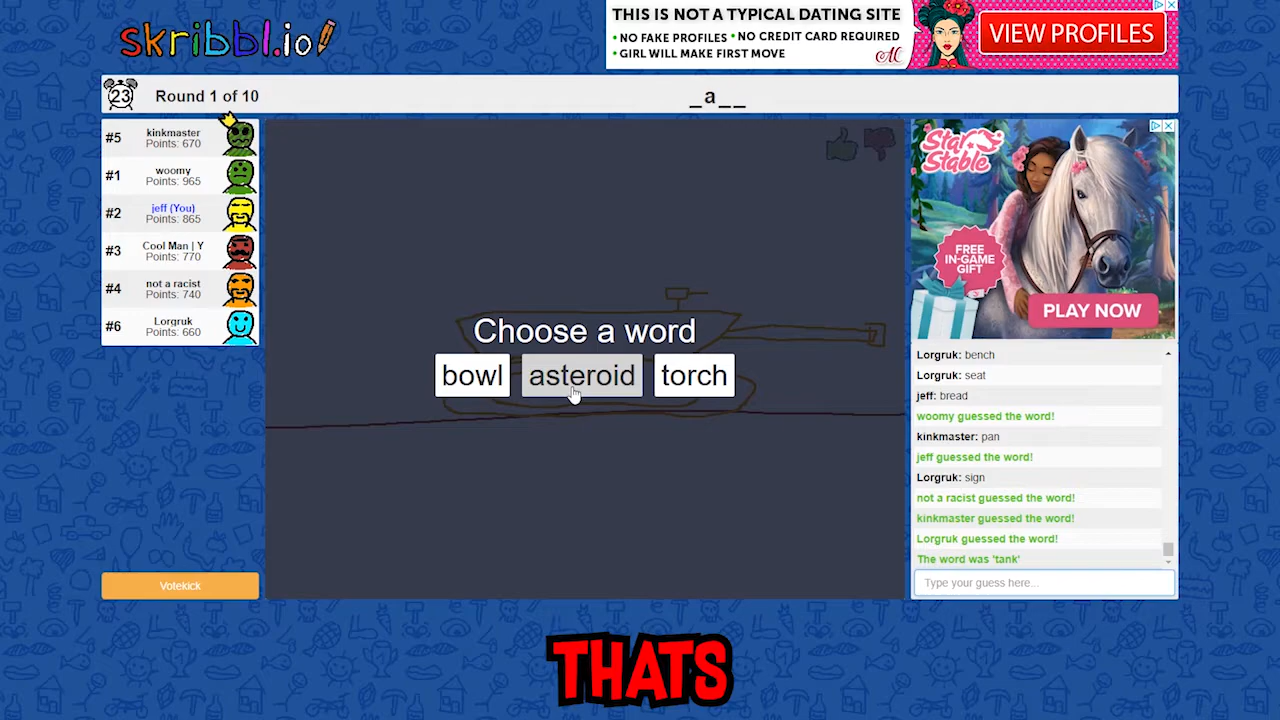 skribbl.io
THIS IS NOT A TYPICAL DATING SITE
• NO FAKE PROFILES • NO CREDIT CARD REQUIRED
• GIRL WILL MAKE FIRST MOVE
AC
VIEW PROFILES
23
Round 1 of 10
_a__
#5
kinkmaster
Points: 670
#1
woomy
Points: 965
#2
jeff (You)
Points: 865
#3
Cool Man | Y
Points: 770
#4
not a racist
Points: 740
#6
Lorgruk
Points: 660
Votekick
Choose a word
bowl
asteroid
torch
Star Stable
FREE
IN-GAME
GIFT
PLAY NOW
Lorgruk: bench
Lorgruk: seat
jeff: bread
woomy guessed the word!
kinkmaster: pan
jeff guessed the word!
Lorgruk: sign
not a racist guessed the word!
kinkmaster guessed the word!
Lorgruk guessed the word!
The word was 'tank'
Type your guess here...
THATS